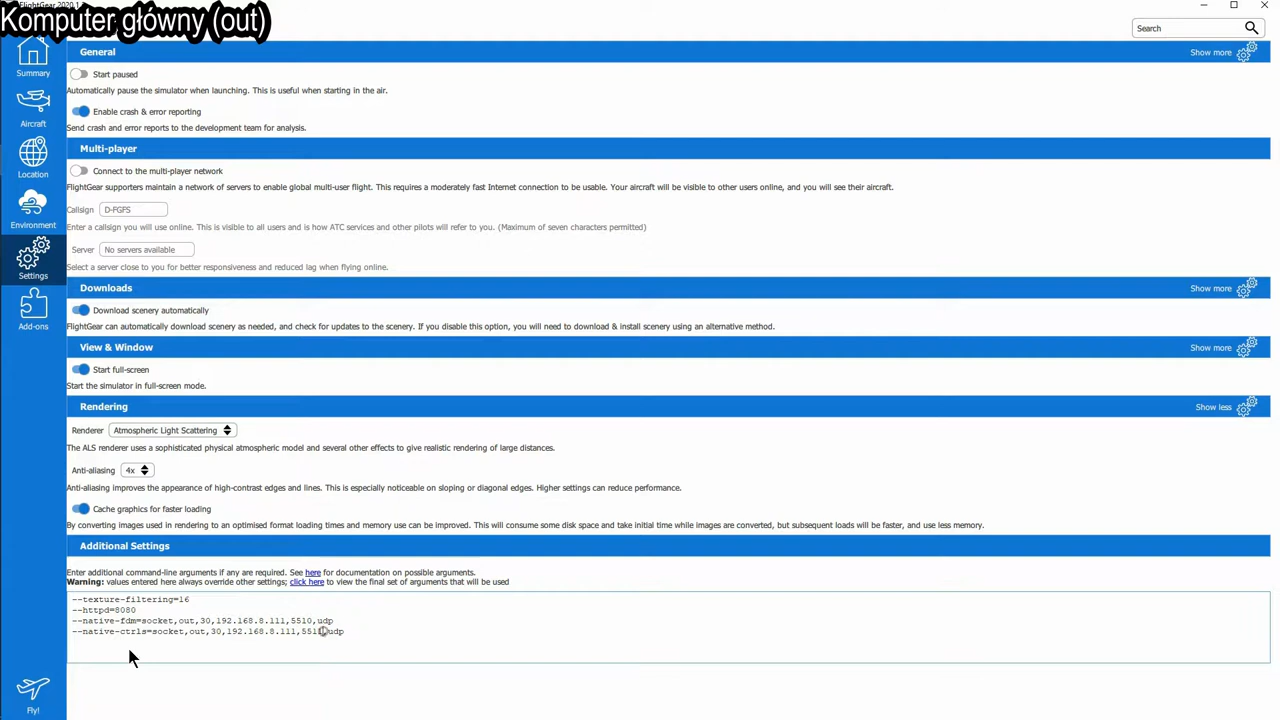 Komputer główny (out)
Search
Summary
Aircraft
Location
Environment
Settings
Add-ons
Fly!
General
Show more
Start paused
Automatically pause the simulator when launching. This is useful when starting in the air.
Enable crash & error reporting
Send crash and error reports to the development team for analysis.
Multi-player
Connect to the multi-player network
FlightGear supporters maintain a network of servers to enable global multi-user flight. This requires a moderately fast Internet connection to be usable. Your aircraft will be visible to other users online, and you will see their aircraft.
Callsign D-FGFS
Enter a callsign you will use online. This is visible to all users and is how ATC services and other pilots will refer to you. (Maximum of seven characters permitted)
Server No servers available
Select a server close to you for better responsiveness and reduced lag when flying online.
Downloads
Show more
Download scenery automatically
FlightGear can automatically download scenery as needed, and check for updates to the scenery. If you disable this option, you will need to download & install scenery using an alternative method.
View & Window
Show more
Start full-screen
Start the simulator in full-screen mode.
Rendering
Show less
Renderer Atmospheric Light Scattering
The ALS renderer uses a sophisticated physical atmospheric model and several other effects to give realistic rendering of large distances.
Anti-aliasing 4x
Anti-aliasing improves the appearance of high-contrast edges and lines. This is especially noticeable on sloping or diagonal edges. Higher settings can reduce performance.
Cache graphics for faster loading
By converting images used in rendering to an optimised format loading times and memory use can be improved. This will consume some disk space and take initial time while images are converted, but subsequent loads will be faster, and use less memory.
Additional Settings
Enter additional command-line arguments if any are required. See here for documentation on possible arguments.
Warning: values entered here always override other settings; click here to view the final set of arguments that will be used
--texture-filtering=16
--httpd=8080
--native-fdm=socket,out,30,192.168.8.111,5510,udp
--native-ctrls=socket,out,30,192.168.8.111,5511,udp